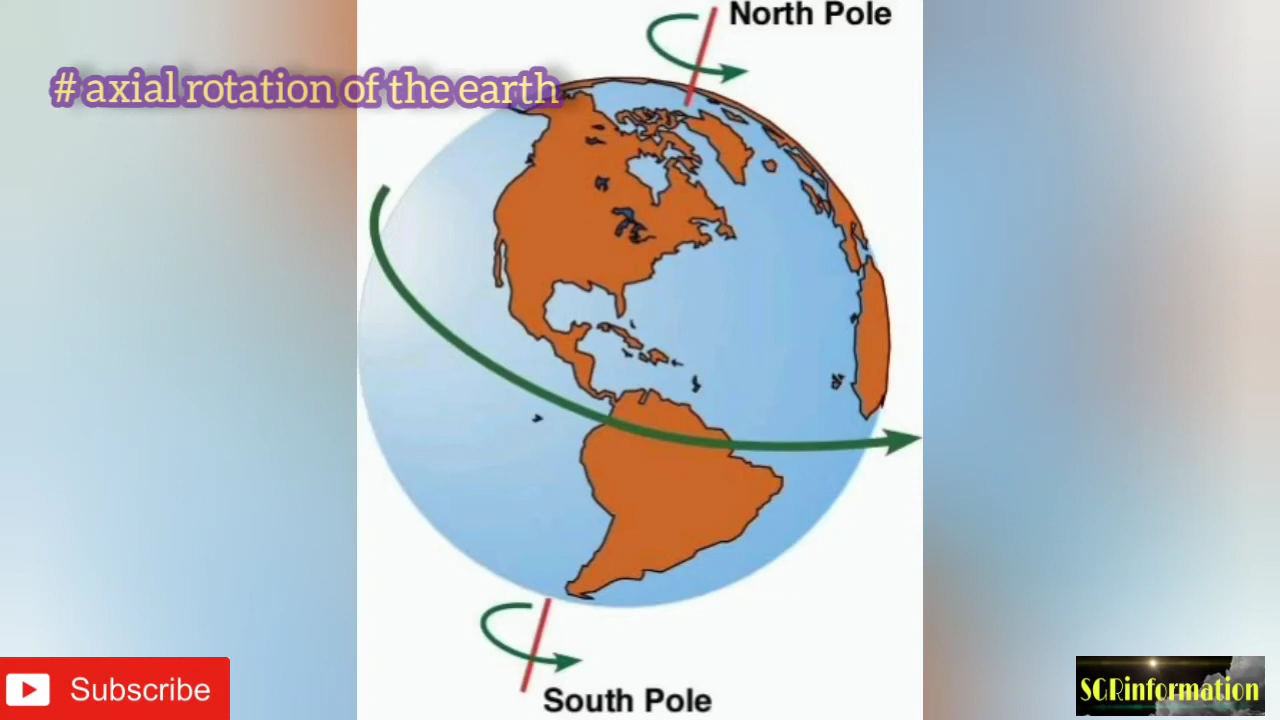 North Pole
# axial rotation of the earth
South Pole
Subscribe
SCRinformation